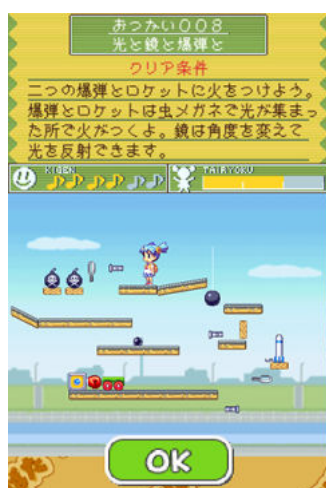 おつかい008
光と鏡と爆弾と
クリア条件
二つの爆弾とロケットに火をつけよう。
爆弾とロケットは虫メガネで光が集まっ
た所で火がつくよ。鏡は角度を変えて
光を反射できます。
KIGEN
TAIRYOKU
OK